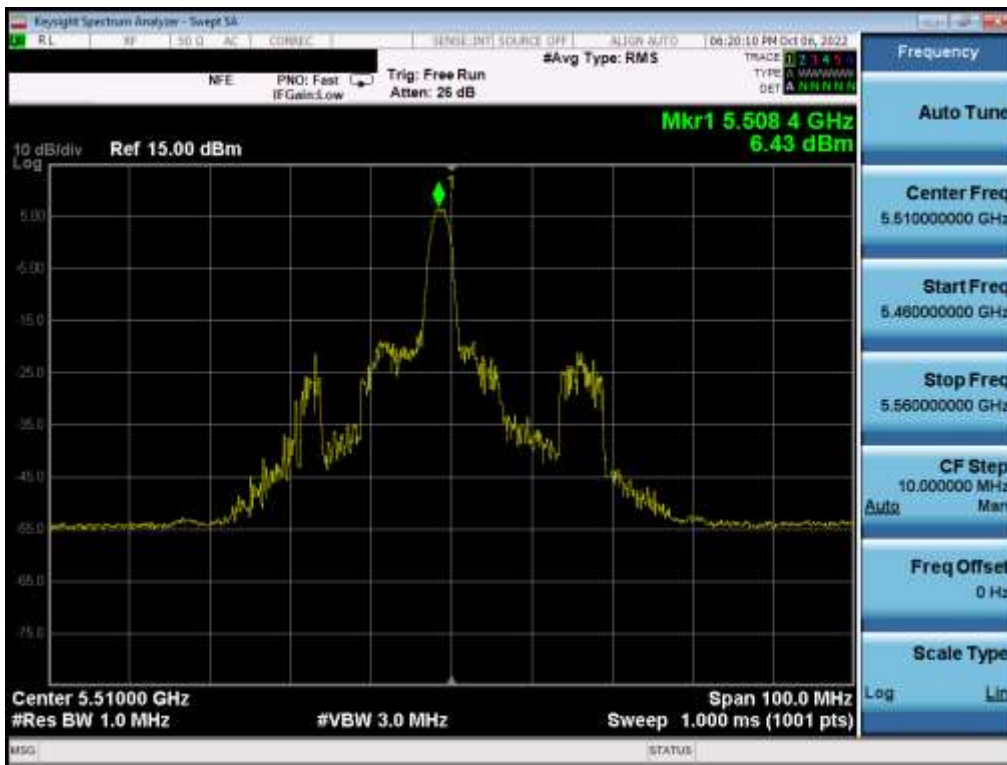 Keysight Spectrum Analyzer - Swept SA
RL RF 50 Ω AC CORREC SENSE:INT SOURCE OFF ALIGN AUTO 06:20:10 PM Oct 06, 2022
NFE
PNO: Fast
IFGain:Low
Trig: Free Run
Atten: 26 dB
#Avg Type: RMS
TRACE 1 2 3 4 5 6
TYPE A WWWWW
DET A N N N N N
Mkr1 5.508 4 GHz
6.43 dBm
10 dB/div Ref 15.00 dBm
Log
1
5.00
-5.00
-15.0
-25.0
-35.0
-45.0
-55.0
-65.0
-75.0
Center 5.51000 GHz
Span 100.0 MHz
#Res BW 1.0 MHz
#VBW 3.0 MHz
Sweep 1.000 ms (1001 pts)
MSG
STATUS
Frequency
Auto Tune
Center Freq
5.510000000 GHz
Start Freq
5.460000000 GHz
Stop Freq
5.560000000 GHz
CF Step
10.000000 MHz
Auto Man
Freq Offset
0 Hz
Scale Type
Log Lin